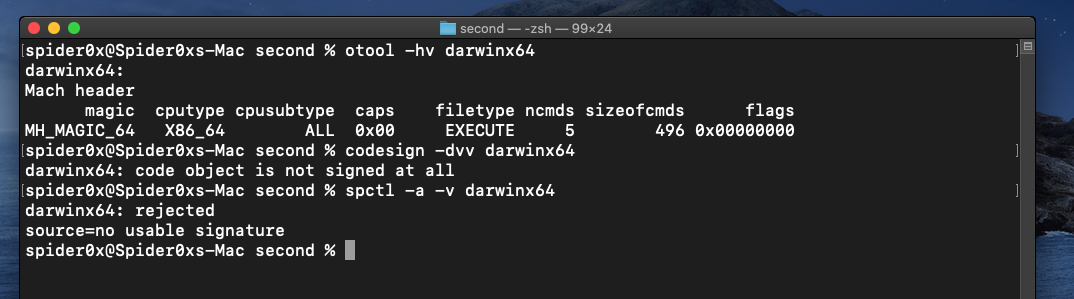 second — -zsh — 99×24
[spider0x@Spider0xs-Mac second % otool -hv darwinx64 ]
darwinx64:
Mach header
magic cputype cpusubtype caps filetype ncmds sizeofcmds flags
MH_MAGIC_64 X86_64 ALL 0x00 EXECUTE 5 496 0x00000000
[spider0x@Spider0xs-Mac second % codesign -dvv darwinx64 ]
darwinx64: code object is not signed at all
[spider0x@Spider0xs-Mac second % spctl -a -v darwinx64 ]
darwinx64: rejected
source=no usable signature
spider0x@Spider0xs-Mac second %